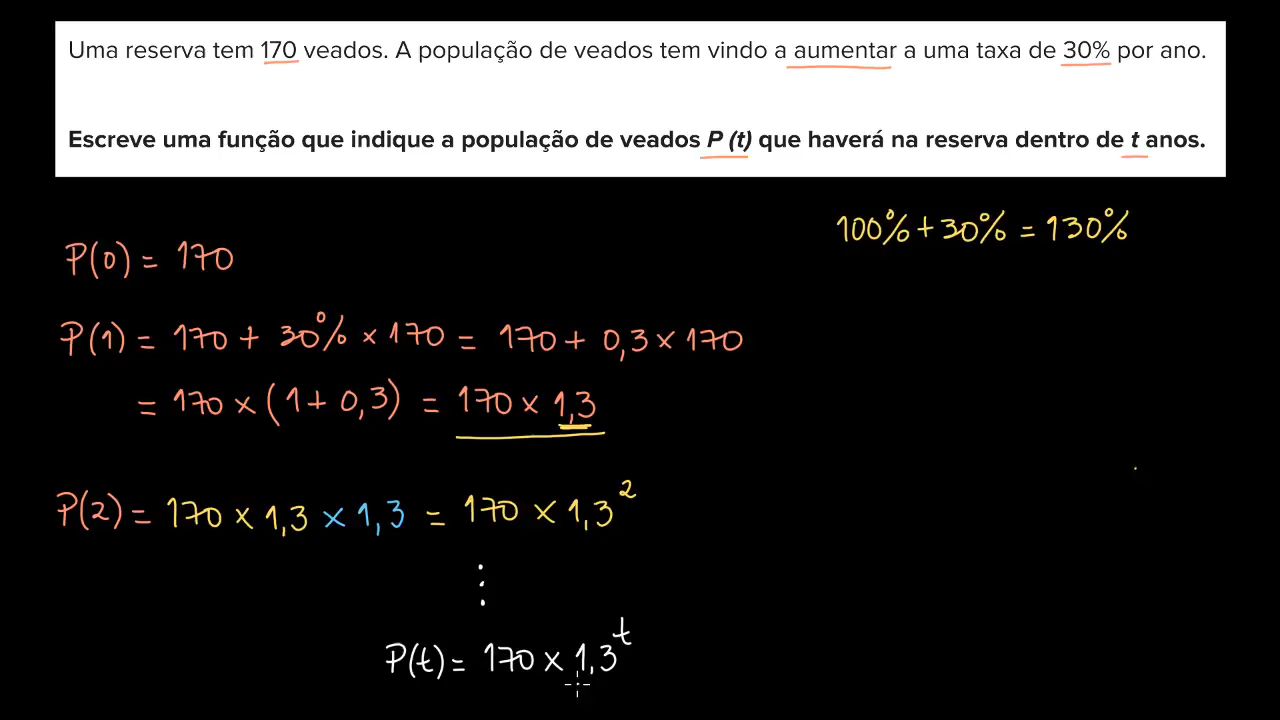 Uma reserva tem 170 veados. A população de veados tem vindo a aumentar a uma taxa de 30% por ano.
Escreve uma função que indique a população de veados P (t) que haverá na reserva dentro de t anos.
100% + 30% = 130%
P(0) = 170
P(1) = 170 + 30% × 170 = 170 + 0,3 × 170
= 170 × (1 + 0,3) = 170 × 1,3
P(2) = 170 × 1,3 × 1,3 = 170 × 1,3²
⋮
P(t) = 170 × 1,3^t